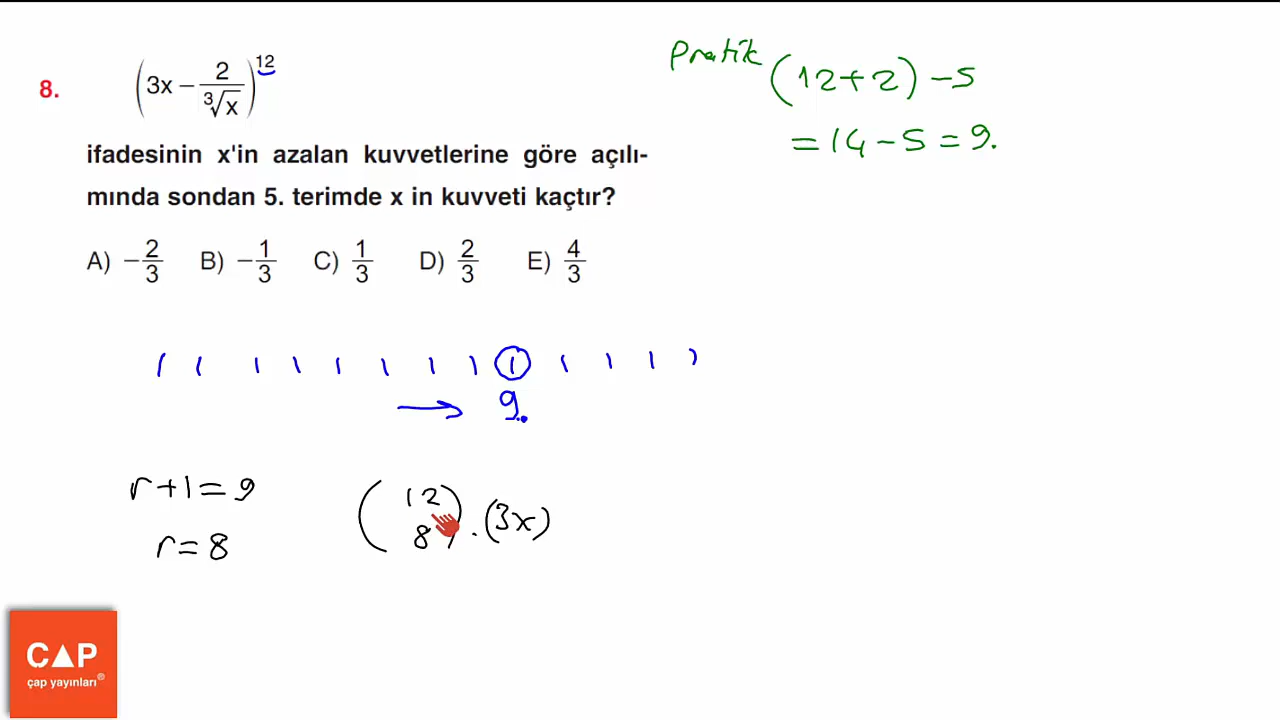 8. (3x − 2/∛x)^12
ifadesinin x'in azalan kuvvetlerine göre açılı-
mında sondan 5. terimde x in kuvveti kaçtır?
A) −2/3 B) −1/3 C) 1/3 D) 2/3 E) 4/3
Pratik (12+2) −5
= 14 − 5 = 9.
→ 9.
r+1=9
r=8
(12 8) . (3x)
ÇAP
çap yayınları®